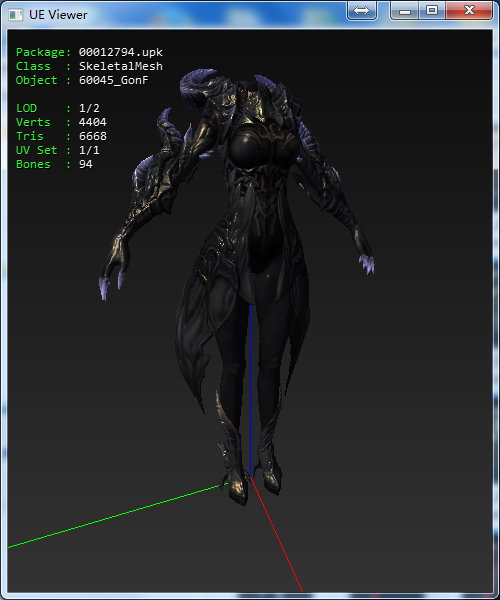 UE Viewer
Package: 00012794.upk
Class : SkeletalMesh
Object : 60045_GonF
LOD : 1/2
Verts : 4404
Tris : 6668
UV Set : 1/1
Bones : 94